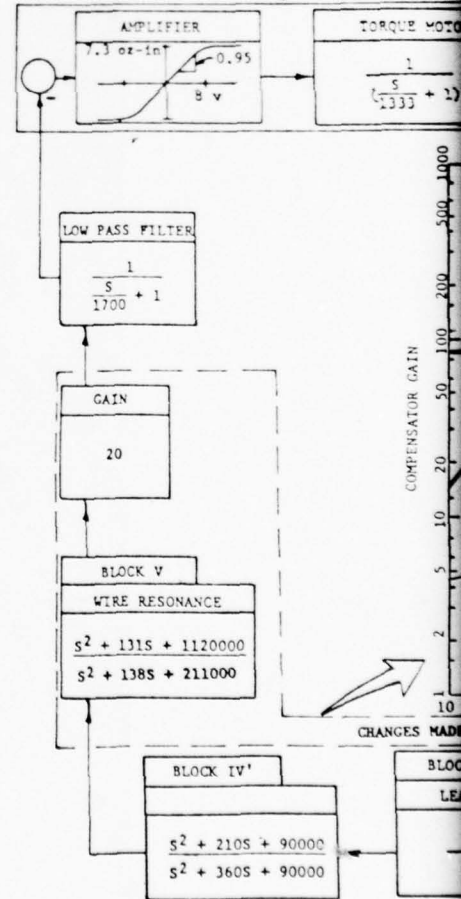 AMPLIFIER
7.3 oz-in
0.95
8 v
TORQUE MOTO
1
(S/1333 + 1)
-
LOW PASS FILTER
1
S/1700 + 1
GAIN
20
BLOCK V
WIRE RESONANCE
S² + 131S + 1120000
S² + 138S + 211000
COMPENSATOR GAIN
1000
500
200
100
50
20
10
5
2
1
10
CHANGES MADE
BLOCK IV'
S² + 210S + 90000
S² + 360S + 90000
BLOC
LEA